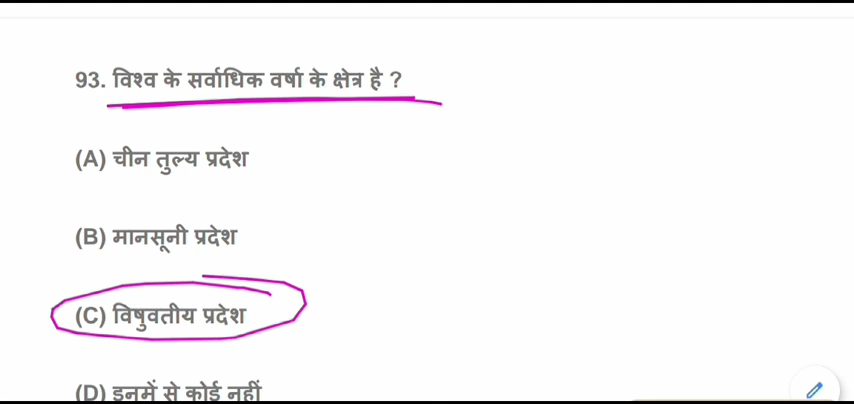 93. विश्व के सर्वाधिक वर्षा के क्षेत्र है ?
(A) चीन तुल्य प्रदेश
(B) मानसूनी प्रदेश
(C) विषुवतीय प्रदेश
(D) इनमें से कोई नहीं